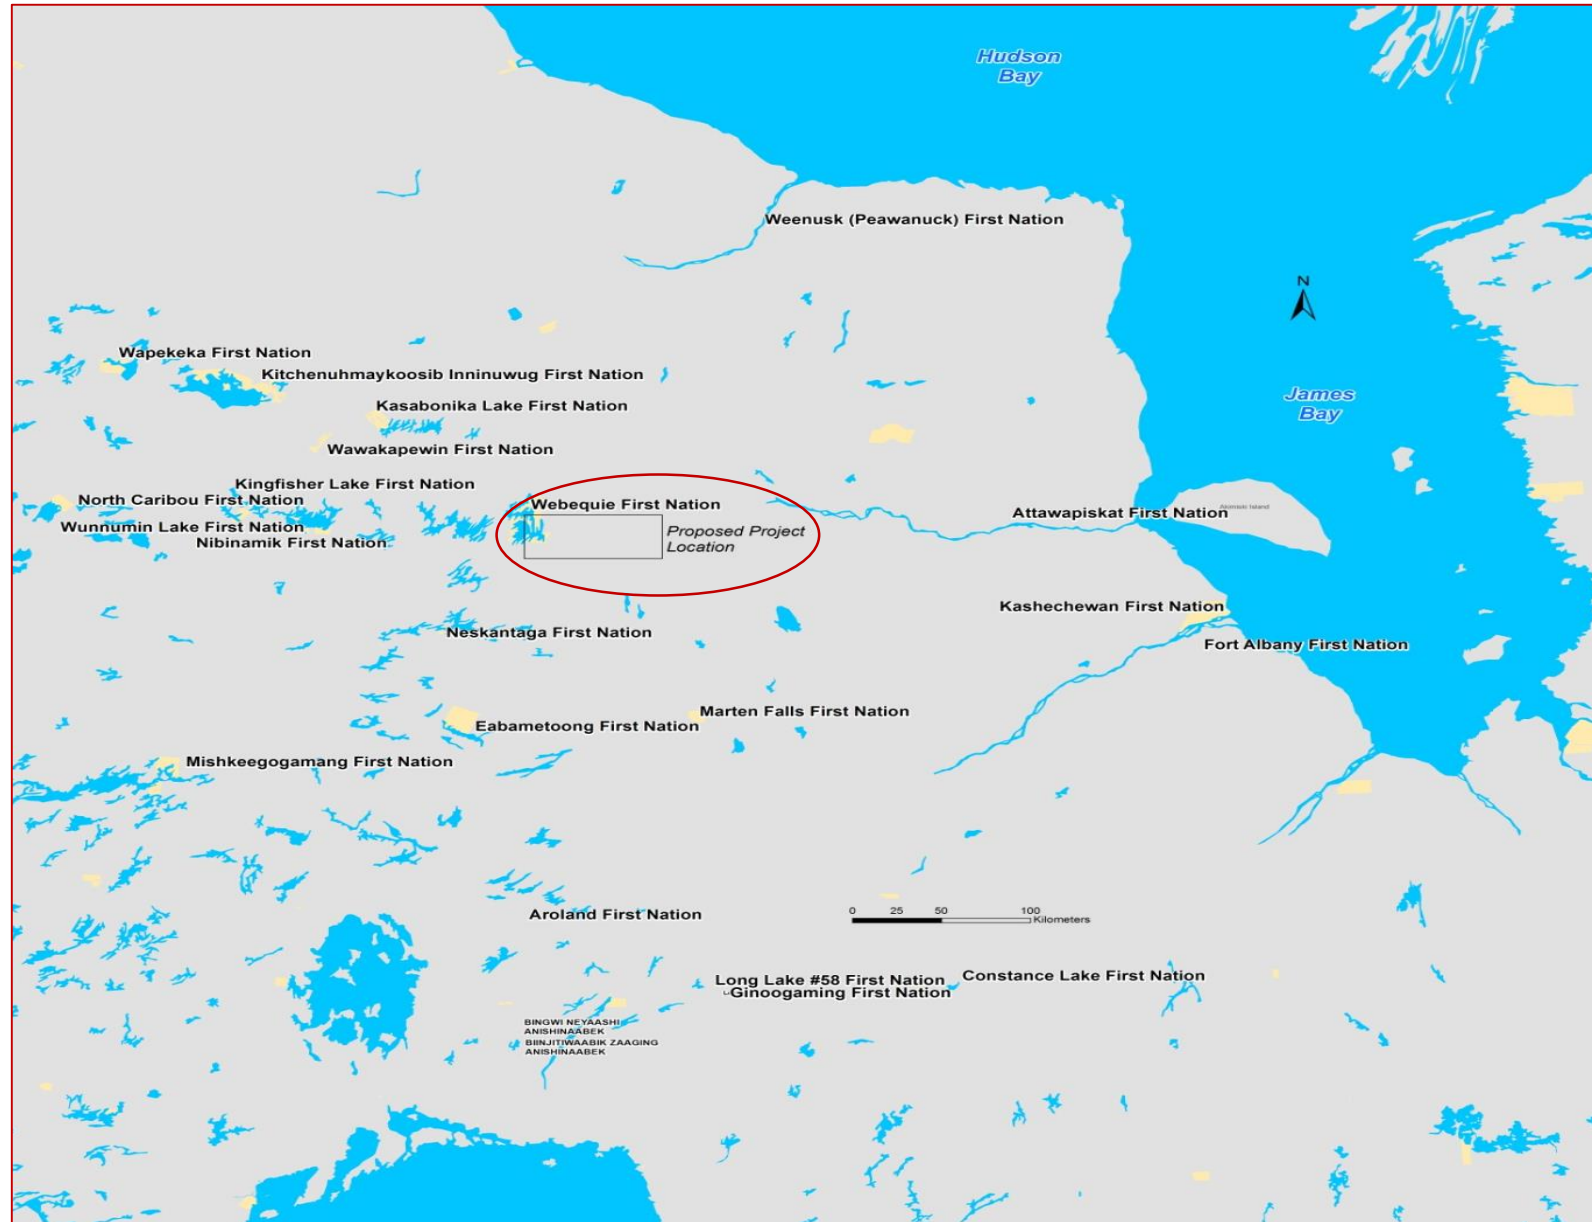 Hudson
Bay
Weenusk (Peawanuck) First Nation
N
Wapekeka First Nation
Kitchenuhmaykoosib Inninuwug First Nation
James
Bay
Kasabonika Lake First Nation
Wawakapewin First Nation
Kingfisher Lake First Nation
North Caribou First Nation
Webequie First Nation
Attawapiskat First Nation
Akimiski Island
Wunnumin Lake First Nation
Proposed Project
Location
Nibinamik First Nation
Kashechewan First Nation
Neskantaga First Nation
Fort Albany First Nation
Marten Falls First Nation
Eabametoong First Nation
Mishkeegogamang First Nation
Aroland First Nation
0 25 50 100
Kilometers
Long Lake #58 First Nation
Constance Lake First Nation
Ginoogaming First Nation
BINGWI NEYAASHI
ANISHINAABEK
BIINJITIWAABIK ZAAGING
ANISHINAABEK